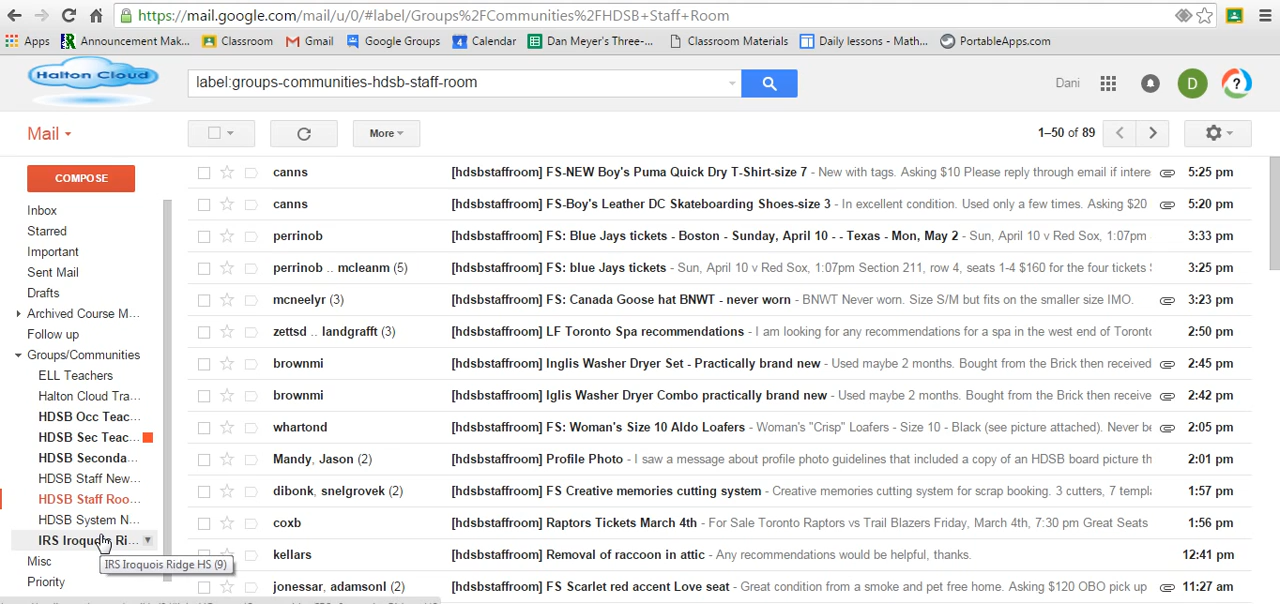 https://mail.google.com/mail/u/0/#label/Groups%2FCommunities%2FHDSB+Staff+Room
Apps Announcement Mak... Classroom Gmail Google Groups 4 Calendar Dan Meyer's Three-... Classroom Materials Daily lessons - Math... PortableApps.com
Halton Cloud label:groups-communities-hdsb-staff-room Dani D ?
Mail More 1–50 of 89
COMPOSE
Inbox
Starred
Important
Sent Mail
Drafts
Archived Course M...
Follow up
Groups/Communities
ELL Teachers
Halton Cloud Tra...
HDSB Occ Teac...
HDSB Sec Teac...
HDSB Seconda...
HDSB Staff New...
HDSB Staff Roo...
HDSB System N...
IRS Iroquois Ri...
IRS Iroquois Ridge HS (9)
Misc
Priority
canns [hdsbstaffroom] FS-NEW Boy's Puma Quick Dry T-Shirt-size 7 - New with tags. Asking $10 Please reply through email if intere 5:25 pm
canns [hdsbstaffroom] FS-Boy's Leather DC Skateboarding Shoes-size 3 - In excellent condition. Used only a few times. Asking $20 5:20 pm
perrinob [hdsbstaffroom] FS: Blue Jays tickets - Boston - Sunday, April 10 - - Texas - Mon, May 2 - Sun, April 10 v Red Sox, 1:07pm 3:33 pm
perrinob .. mcleanm (5) [hdsbstaffroom] FS: blue Jays tickets - Sun, April 10 v Red Sox, 1:07pm Section 211, row 4, seats 1-4 $160 for the four tickets 3:25 pm
mcneelyr (3) [hdsbstaffroom] FS: Canada Goose hat BNWT - never worn - BNWT Never worn. Size S/M but fits on the smaller size IMO. 3:23 pm
zettsd .. landgrafft (3) [hdsbstaffroom] LF Toronto Spa recommendations - I am looking for any recommendations for a spa in the west end of Toronto 2:50 pm
brownmi [hdsbstaffroom] Inglis Washer Dryer Set - Practically brand new - Used maybe 2 months. Bought from the Brick then received 2:45 pm
brownmi [hdsbstaffroom] Iglis Washer Dryer Combo practically brand new - Used maybe 2 months. Bought from the Brick then received 2:42 pm
whartond [hdsbstaffroom] FS: Woman's Size 10 Aldo Loafers - Woman's "Crisp" Loafers - Size 10 - Black (see picture attached). Never be 2:05 pm
Mandy, Jason (2) [hdsbstaffroom] Profile Photo - I saw a message about profile photo guidelines that included a copy of an HDSB board picture th 2:01 pm
dibonk, snelgrovek (2) [hdsbstaffroom] FS Creative memories cutting system - Creative memories cutting system for scrap booking. 3 cutters, 7 templ 1:57 pm
coxb [hdsbstaffroom] Raptors Tickets March 4th - For Sale Toronto Raptors vs Trail Blazers Friday, March 4th, 7:30 pm Great Seats 1:56 pm
kellars [hdsbstaffroom] Removal of raccoon in attic - Any recommendations would be helpful, thanks. 12:41 pm
jonessar, adamsonl (2) [hdsbstaffroom] FS Scarlet red accent Love seat - Great condition from a smoke and pet free home. Asking $120 OBO pick up 11:27 am